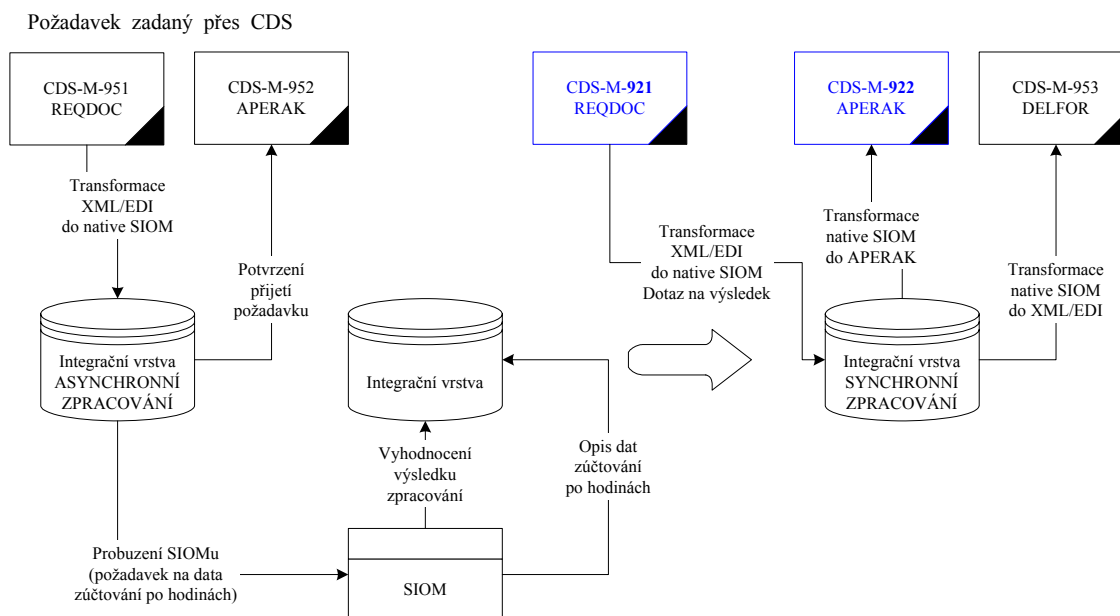 Požadavek zadaný přes CDS
CDS-M-951
REQDOC
CDS-M-952
APERAK
CDS-M-921
REQDOC
CDS-M-922
APERAK
CDS-M-953
DELFOR
Transformace
XML/EDI
do native SIOM
Potvrzení
přijetí
požadavku
Transformace
XML/EDI
do native SIOM
Dotaz na výsledek
Transformace
native SIOM
do APERAK
Transformace
native SIOM
do XML/EDI
Integrační vrstva
ASYNCHRONNÍ
ZPRACOVÁNÍ
Integrační vrstva
Integrační vrstva
SYNCHRONNÍ
ZPRACOVÁNÍ
Vyhodnocení
výsledku
zpracování
Opis dat
zúčtování
po hodinách
Probuzení SIOMu
(požadavek na data
zúčtování po hodinách)
SIOM